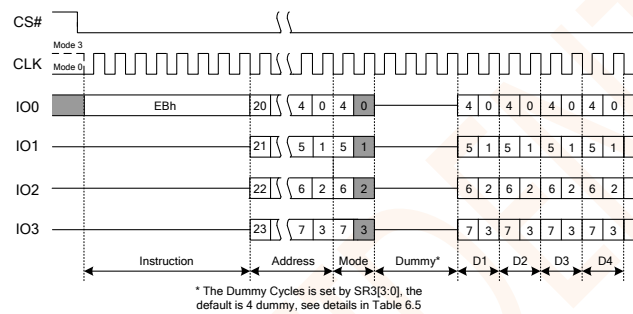 CS#
Mode 3
CLK
Mode 0
IO0 EBh 20 4 0 4 0 4 0 4 0 4 0 4 0
IO1 21 5 1 5 1 5 1 5 1 5 1 5 1
IO2 22 6 2 6 2 6 2 6 2 6 2 6 2
IO3 23 7 3 7 3 7 3 7 3 7 3 7 3
Instruction Address Mode Dummy* D1 D2 D3 D4
* The Dummy Cycles is set by SR3[3:0], the
default is 4 dummy, see details in Table 6.5